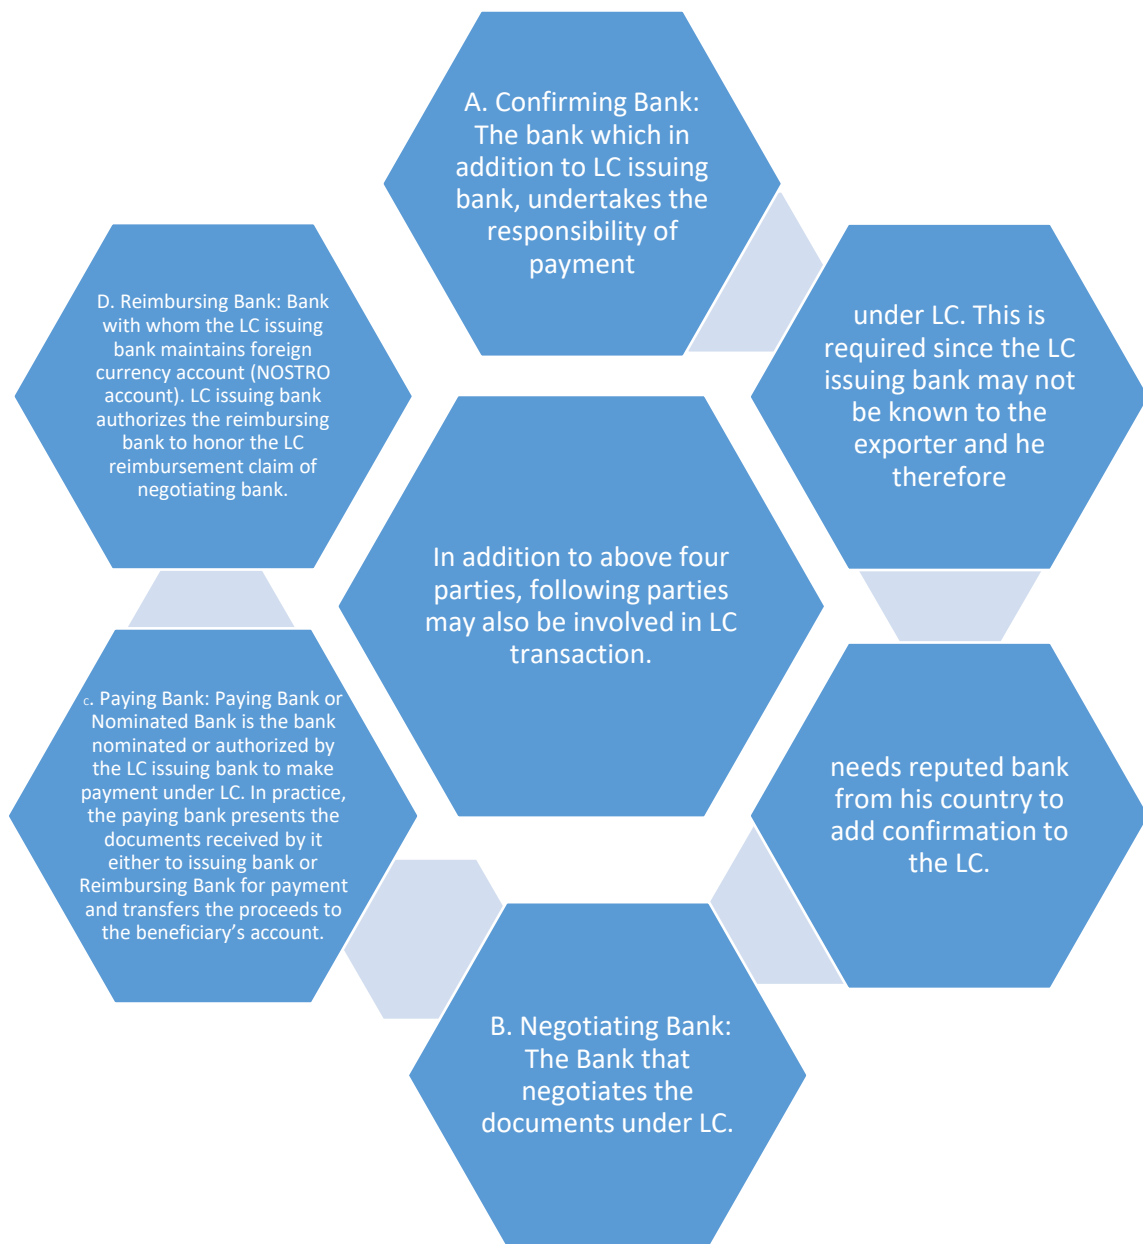 A. Confirming Bank:
The bank which in
addition to LC issuing
bank, undertakes the
responsibility of
payment
under LC. This is
required since the LC
issuing bank may not
be known to the
exporter and he
therefore
needs reputed bank
from his country to
add confirmation to
the LC.
B. Negotiating Bank:
The Bank that
negotiates the
documents under LC.
c. Paying Bank: Paying Bank or
Nominated Bank is the bank
nominated or authorized by
the LC issuing bank to make
payment under LC. In practice,
the paying bank presents the
documents received by it
either to issuing bank or
Reimbursing Bank for payment
and transfers the proceeds to
the beneficiary’s account.
D. Reimbursing Bank: Bank
with whom the LC issuing
bank maintains foreign
currency account (NOSTRO
account). LC issuing bank
authorizes the reimbursing
bank to honor the LC
reimbursement claim of
negotiating bank.
In addition to above four
parties, following parties
may also be involved in LC
transaction.